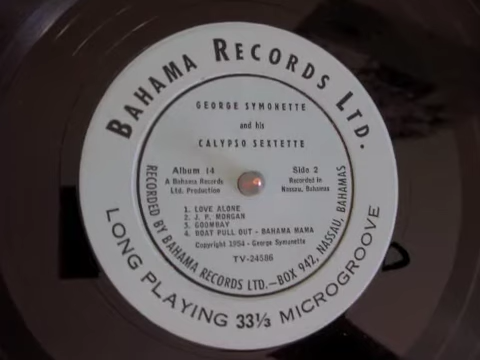 BAHAMA RECORDS LTD.
GEORGE SYMONETTE
and his
CALYPSO SEXTETTE
Album 14
A Bahama Records
Ltd. Production
Side 2
Recorded in
Nassau, Bahamas
1. LOVE ALONE
2. J. P. MORGAN
3. GOOMBAY
4. BOAT PULL OUT - BAHAMA MAMA
Copyright 1954 - George Symonette
TV-24586
RECORDED BY BAHAMA RECORDS LTD.-BOX 942, NASSAU, BAHAMAS
LONG PLAYING 33⅓ MICROGROOVE